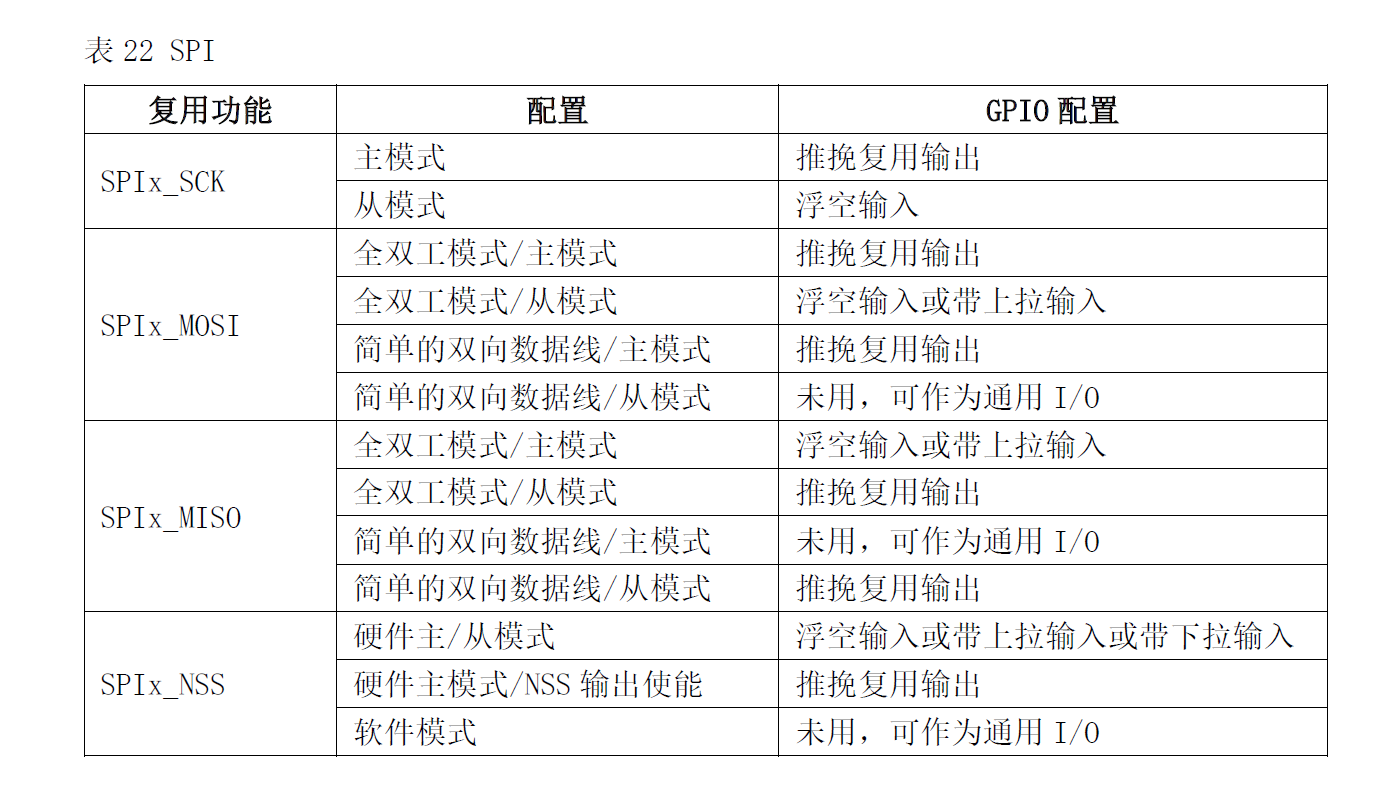 表 22 SPI
复用功能 配置 GPIO 配置
SPIx_SCK 主模式 推挽复用输出
从模式 浮空输入
SPIx_MOSI 全双工模式/主模式 推挽复用输出
全双工模式/从模式 浮空输入或带上拉输入
简单的双向数据线/主模式 推挽复用输出
简单的双向数据线/从模式 未用，可作为通用 I/O
SPIx_MISO 全双工模式/主模式 浮空输入或带上拉输入
全双工模式/从模式 推挽复用输出
简单的双向数据线/主模式 未用，可作为通用 I/O
简单的双向数据线/从模式 推挽复用输出
SPIx_NSS 硬件主/从模式 浮空输入或带上拉输入或带下拉输入
硬件主模式/NSS 输出使能 推挽复用输出
软件模式 未用，可作为通用 I/O